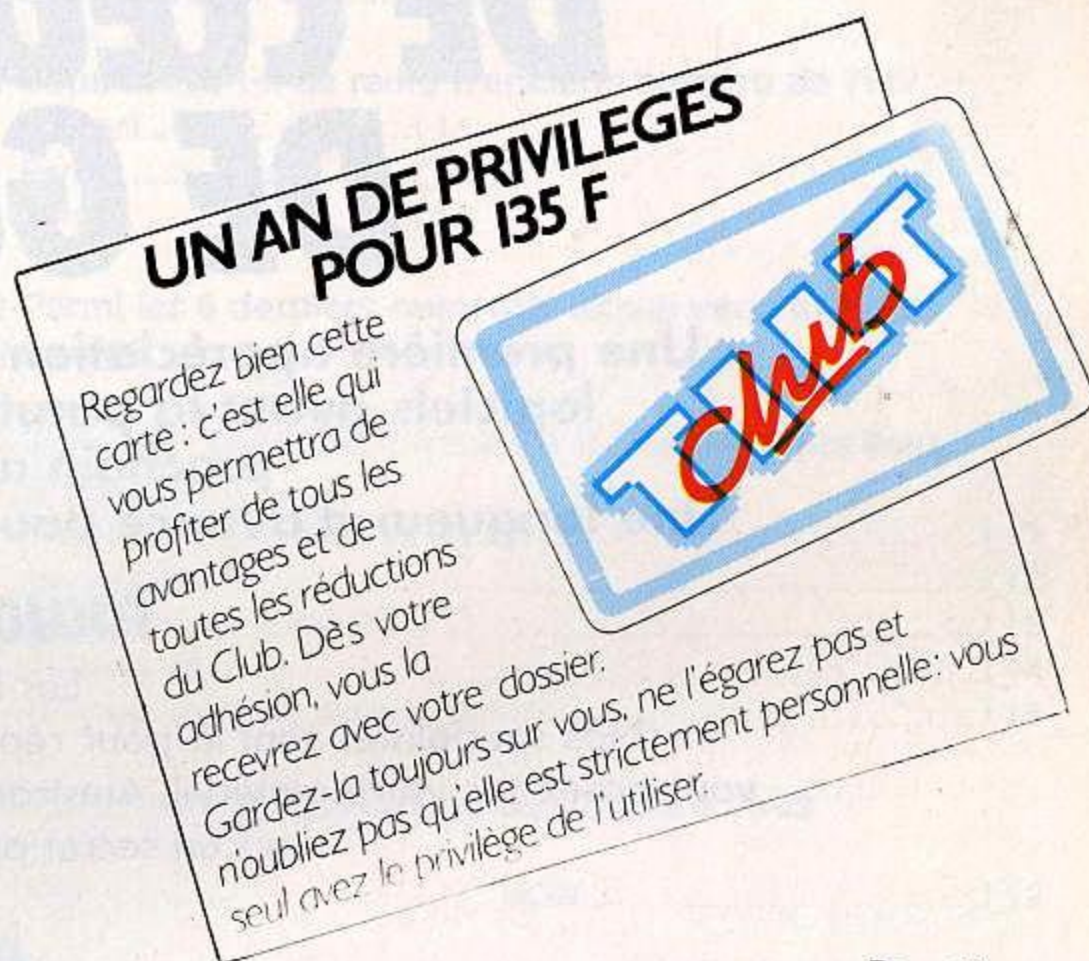 UN AN DE PRIVILEGES
POUR 135 F
Regardez bien cette
carte : c'est elle qui
vous permettra de
profiter de tous les
avantages et de
toutes les réductions
du Club. Dès votre
adhésion, vous la
recevrez avec votre dossier.
Gardez-la toujours sur vous, ne l'égarez pas et
n'oubliez pas qu'elle est strictement personnelle: vous
seul avez le privilège de l'utiliser.
Club